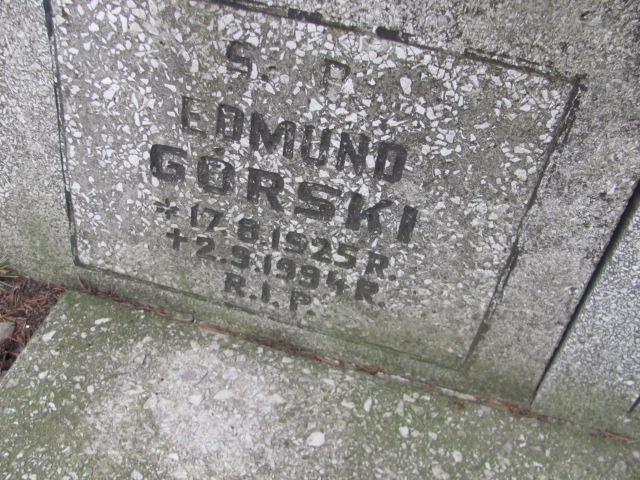 S. P.
EDMUND
GÓRSKI
* 17.8.1925 R.
+ 2.9.1994 R.
R.I.P.